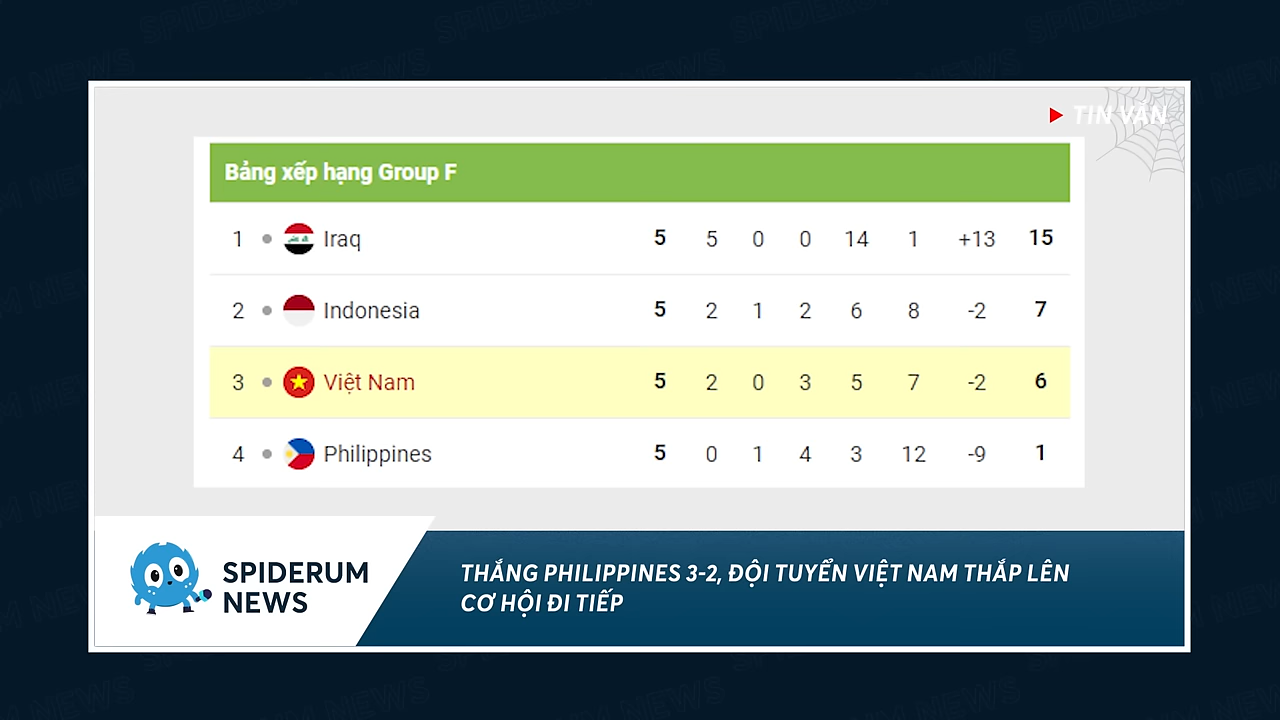 TIN VẮN
Bảng xếp hạng Group F
1 Iraq 5 5 0 0 14 1 +13 15
2 Indonesia 5 2 1 2 6 8 -2 7
3 Việt Nam 5 2 0 3 5 7 -2 6
4 Philippines 5 0 1 4 3 12 -9 1
SPIDERUM
NEWS
THẮNG PHILIPPINES 3-2, ĐỘI TUYỂN VIỆT NAM THẮP LÊN
CƠ HỘI ĐI TIẾP